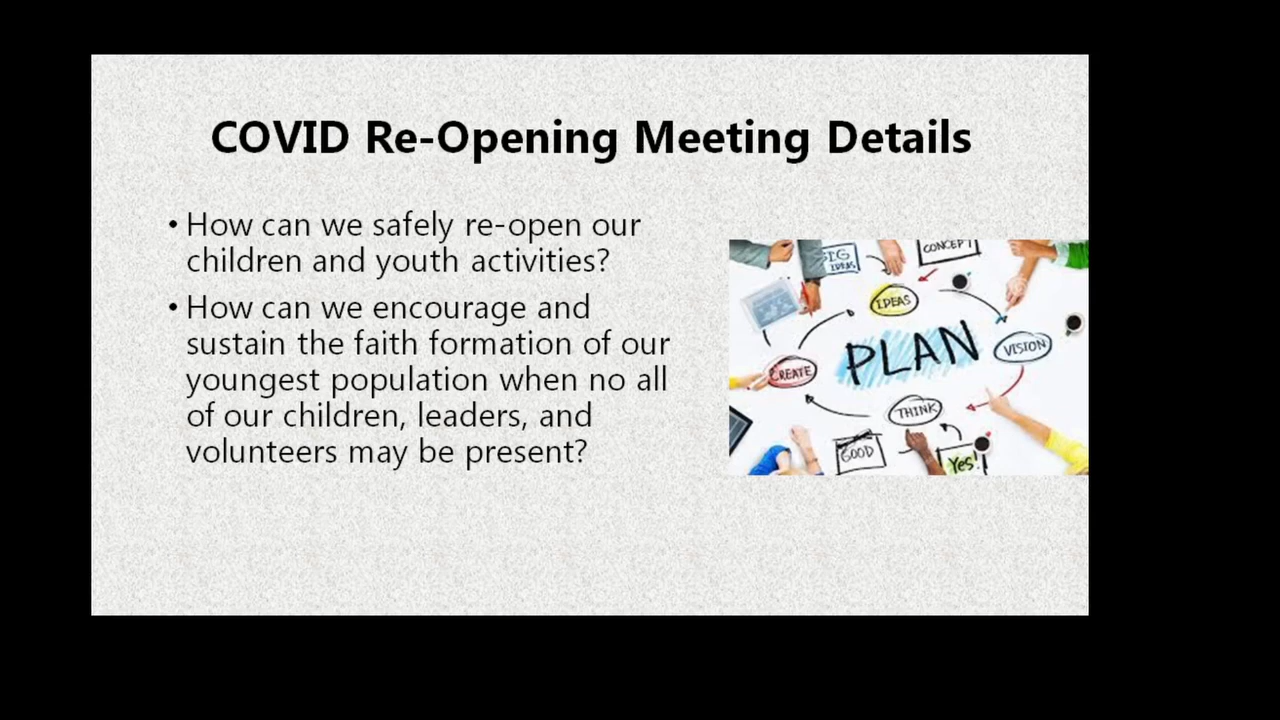 COVID Re-Opening Meeting Details
• How can we safely re-open our
children and youth activities?
• How can we encourage and
sustain the faith formation of our
youngest population when no all
of our children, leaders, and
volunteers may be present?
BIG
IDEAS
CONCEPT
IDEAS
PLAN
VISION
CREATE
THINK
GOOD
Yes!